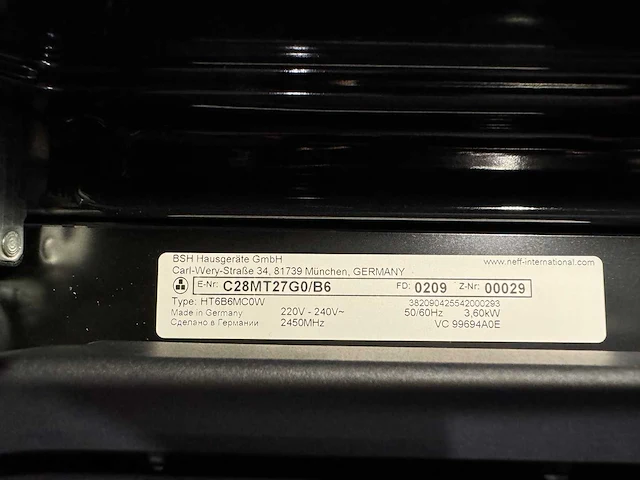 BSH Hausgeräte GmbH
Carl-Wery-Straße 34, 81739 München, GERMANY www.neff-international.com
E-Nr: C28MT27G0/B6 FD: 0209 Z-Nr: 00029
Type: HT6B6MC0W 382090425542000293
Made in Germany 220V - 240V~ 50/60Hz 3,60kW
Сделано в Германии 2450MHz VC 99694A0E